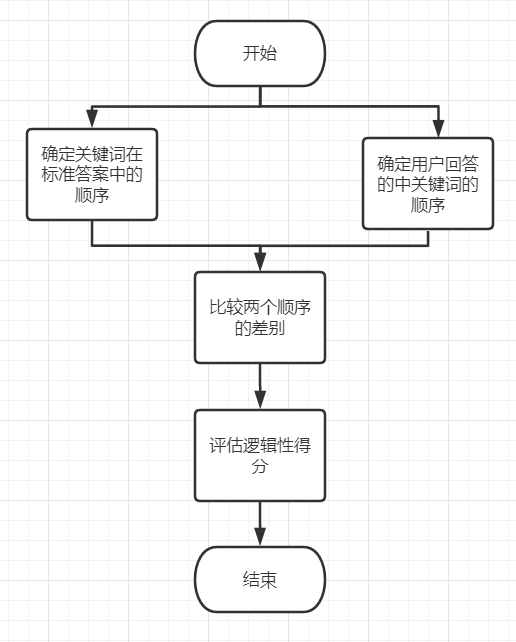 开始
确定关键词在
标准答案中的
顺序
确定用户回答
的中关键词的
顺序
比较两个顺序
的差别
评估逻辑性得
分
结束